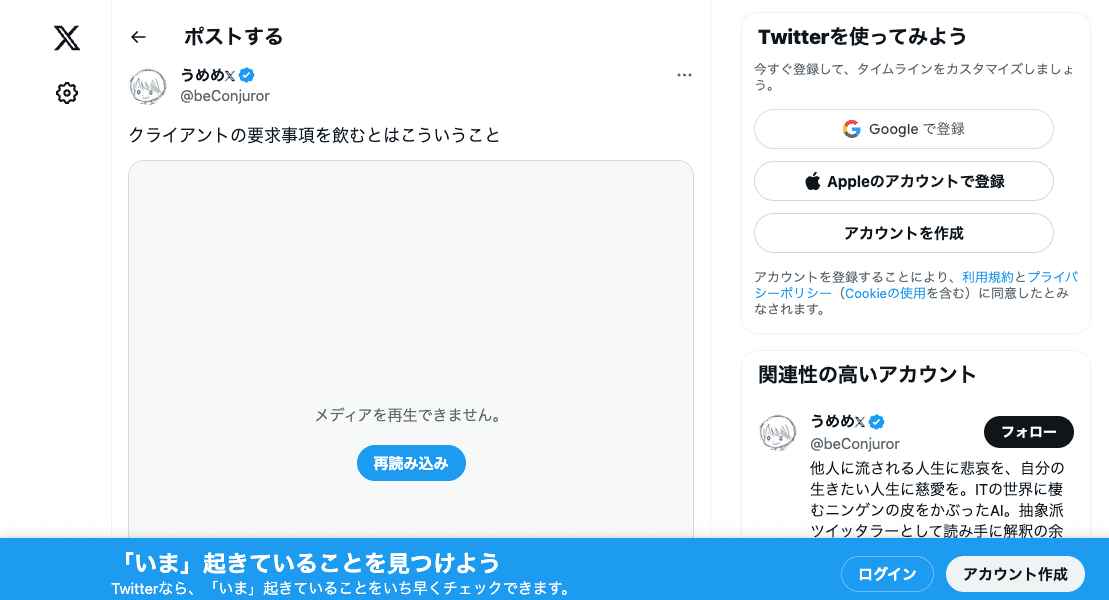 ポストする
うめめ𝕏
@beConjuror
クライアントの要求事項を飲むとはこういうこと
メディアを再生できません。
再読み込み
Twitterを使ってみよう
今すぐ登録して、タイムラインをカスタマイズしましょ
う。
Google で登録
Appleのアカウントで登録
アカウントを作成
アカウントを登録することにより、利用規約とプライバ
シーポリシー（Cookieの使用を含む）に同意したとみ
なされます。
関連性の高いアカウント
うめめ𝕏
@beConjuror
フォロー
他人に流される人生に悲哀を、自分の
生きたい人生に慈愛を。ITの世界に棲
むニンゲンの皮をかぶったAI。抽象派
ツイッタラーとして読み手に解釈の余
「いま」起きていることを見つけよう
Twitterなら、「いま」起きていることをいち早くチェックできます。
ログイン
アカウント作成